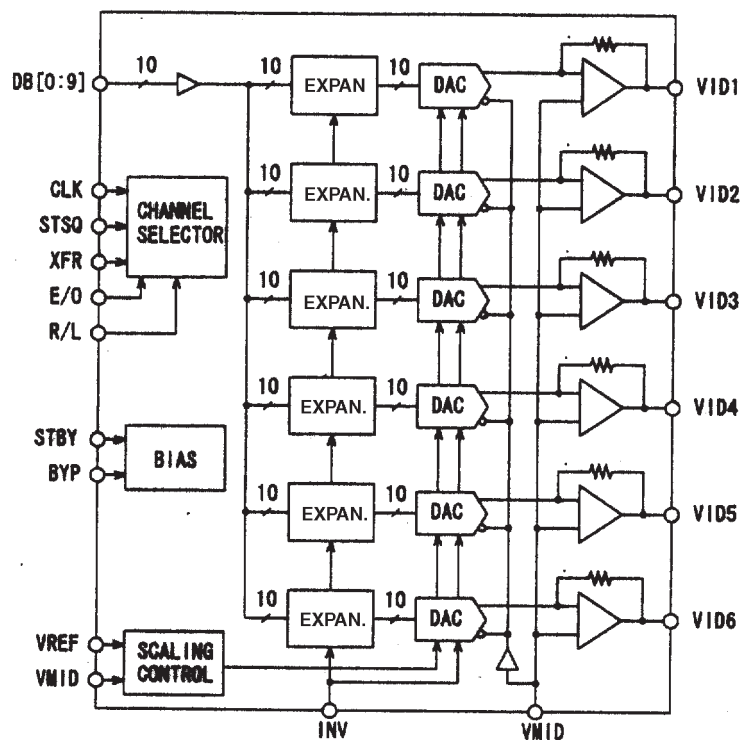 DB[0:9] 10 10 EXPAN 10 DAC VID1
10 EXPAN. 10 DAC VID2
CLK
STSQ
XFR
E/O
R/L
CHANNEL
SELECTOR
10 EXPAN. 10 DAC VID3
10 EXPAN. 10 DAC VID4
STBY
BYP
BIAS
10 EXPAN. 10 DAC VID5
10 EXPAN. 10 DAC VID6
VREF
VMID
SCALING
CONTROL
INV
VMID